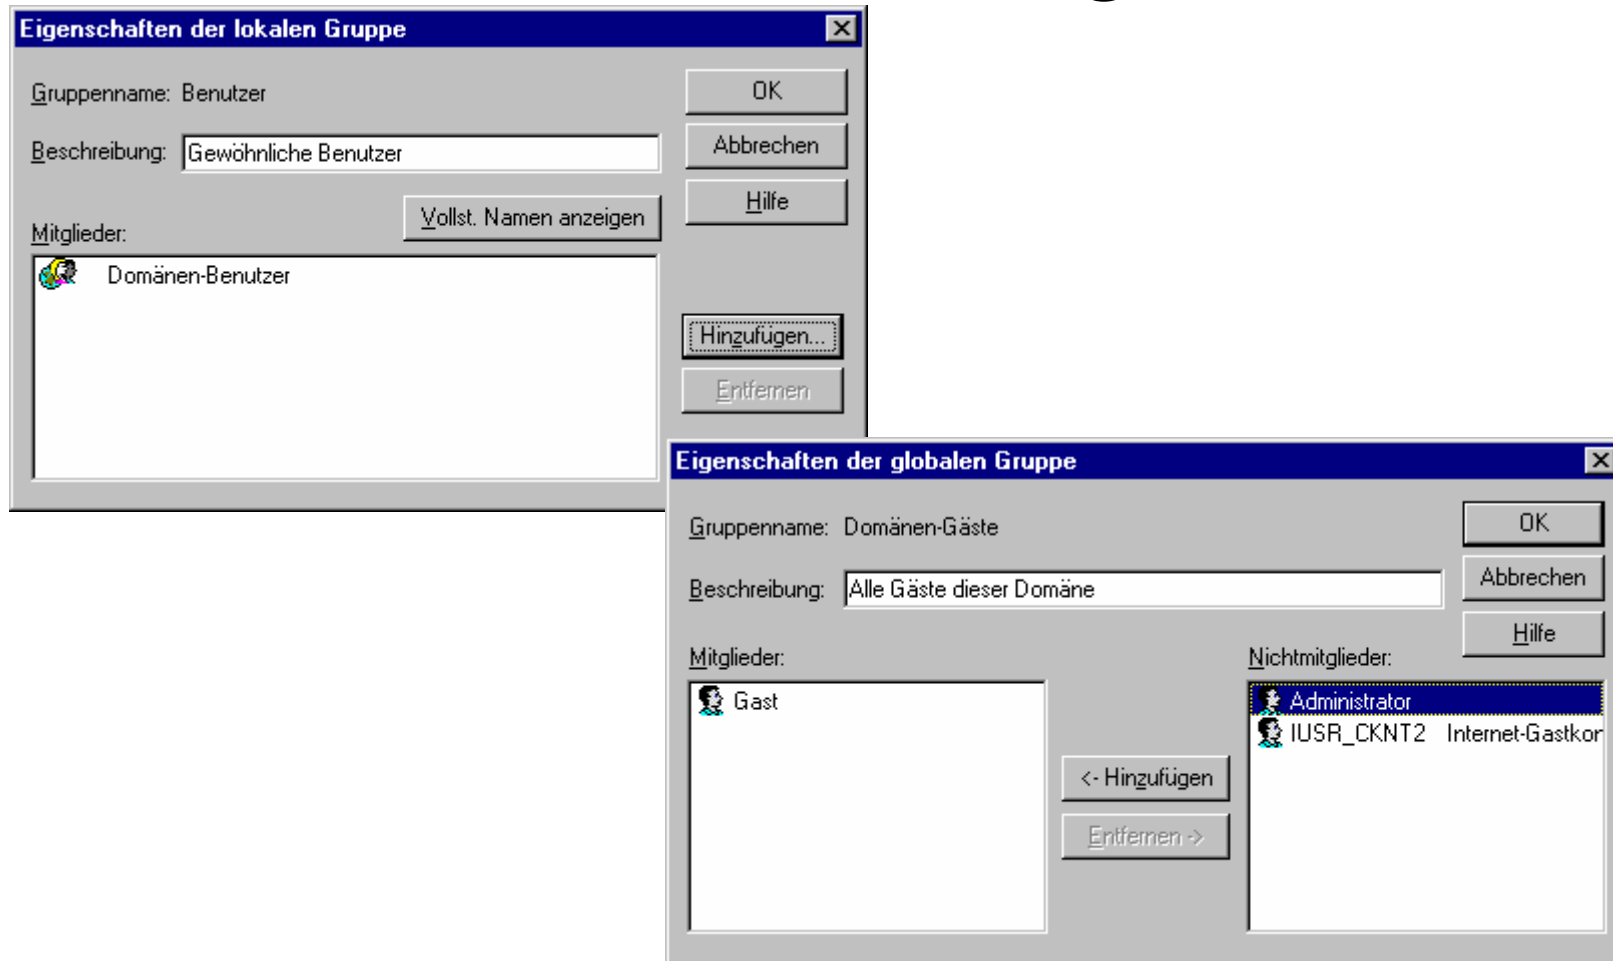 Eigenschaften der lokalen Gruppe
Gruppenname: Benutzer
OK
Beschreibung: Gewöhnliche Benutzer
Abbrechen
Hilfe
Vollst. Namen anzeigen
Mitglieder:
Domänen-Benutzer
Hinzufügen...
Entfernen
Eigenschaften der globalen Gruppe
Gruppenname: Domänen-Gäste
OK
Beschreibung: Alle Gäste dieser Domäne
Abbrechen
Hilfe
Mitglieder:
Nichtmitglieder:
Gast
Administrator
IUSR_CKNT2 Internet-Gastkon
<- Hinzufügen
Entfernen ->